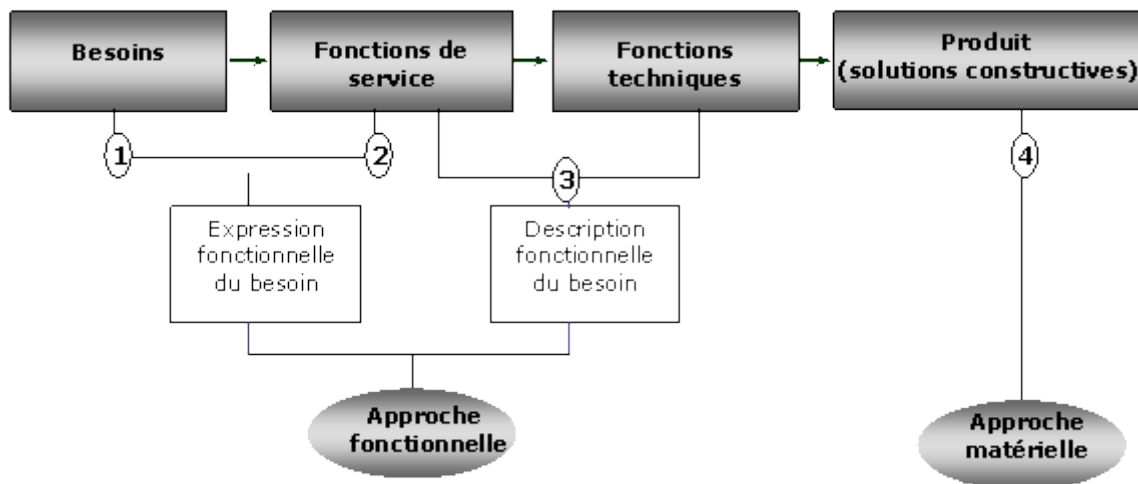 Besoins
Fonctions de
service
Fonctions
techniques
Produit
(solutions constructives)
1
2
3
4
Expression
fonctionnelle
du besoin
Description
fonctionnelle
du besoin
Approche
fonctionnelle
Approche
matérielle